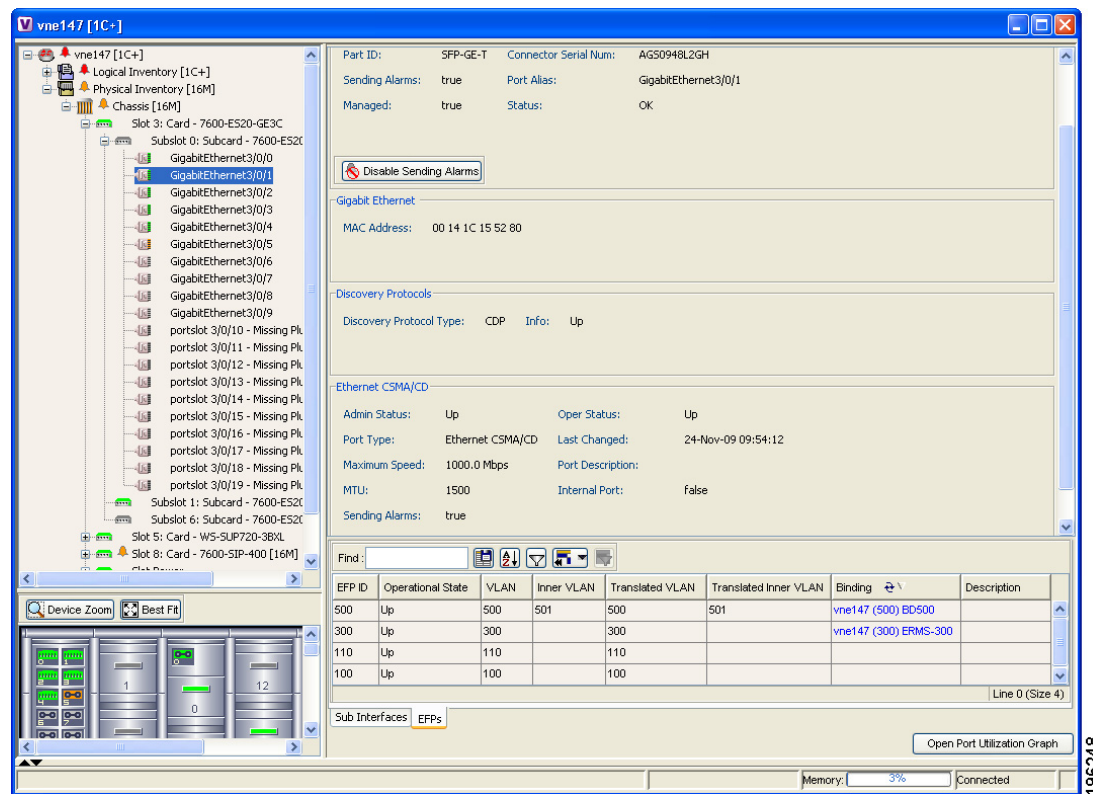 vne147 [1C+]
vne147 [1C+]
Logical Inventory [1C+]
Physical Inventory [16M]
Chassis [16M]
Slot 3: Card - 7600-ES20-GE3C
Subslot 0: Subcard - 7600-ES20
GigabitEthernet3/0/0
GigabitEthernet3/0/1
GigabitEthernet3/0/2
GigabitEthernet3/0/3
GigabitEthernet3/0/4
GigabitEthernet3/0/5
GigabitEthernet3/0/6
GigabitEthernet3/0/7
GigabitEthernet3/0/8
GigabitEthernet3/0/9
portslot 3/0/10 - Missing Plu
portslot 3/0/11 - Missing Plu
portslot 3/0/12 - Missing Plu
portslot 3/0/13 - Missing Plu
portslot 3/0/14 - Missing Plu
portslot 3/0/15 - Missing Plu
portslot 3/0/16 - Missing Plu
portslot 3/0/17 - Missing Plu
portslot 3/0/18 - Missing Plu
portslot 3/0/19 - Missing Plu
Subslot 1: Subcard - 7600-ES20
Subslot 6: Subcard - 7600-ES20
Slot 5: Card - WS-SUP720-3BXL
Slot 8: Card - 7600-SIP-400 [16M]
Device Zoom Best Fit
0 1
2 3
4 5
6 7
1
0
0
12
Part ID: SFP-GE-T Connector Serial Num: AGS0948L2GH
Sending Alarms: true Port Alias: GigabitEthernet3/0/1
Managed: true Status: OK
Disable Sending Alarms
Gigabit Ethernet
MAC Address: 00 14 1C 15 52 80
Discovery Protocols
Discovery Protocol Type: CDP Info: Up
Ethernet CSMA/CD
Admin Status: Up Oper Status: Up
Port Type: Ethernet CSMA/CD Last Changed: 24-Nov-09 09:54:12
Maximum Speed: 1000.0 Mbps Port Description:
MTU: 1500 Internal Port: false
Sending Alarms: true
Find :
EFP ID Operational State VLAN Inner VLAN Translated VLAN Translated Inner VLAN Binding Description
500 Up 500 501 500 501 vne147 (500) BD500
300 Up 300 300 vne147 (300) ERMS-300
110 Up 110 110
100 Up 100 100
Line 0 (Size 4)
Sub Interfaces EFPs
Open Port Utilization Graph
Memory: 3% Connected
196248